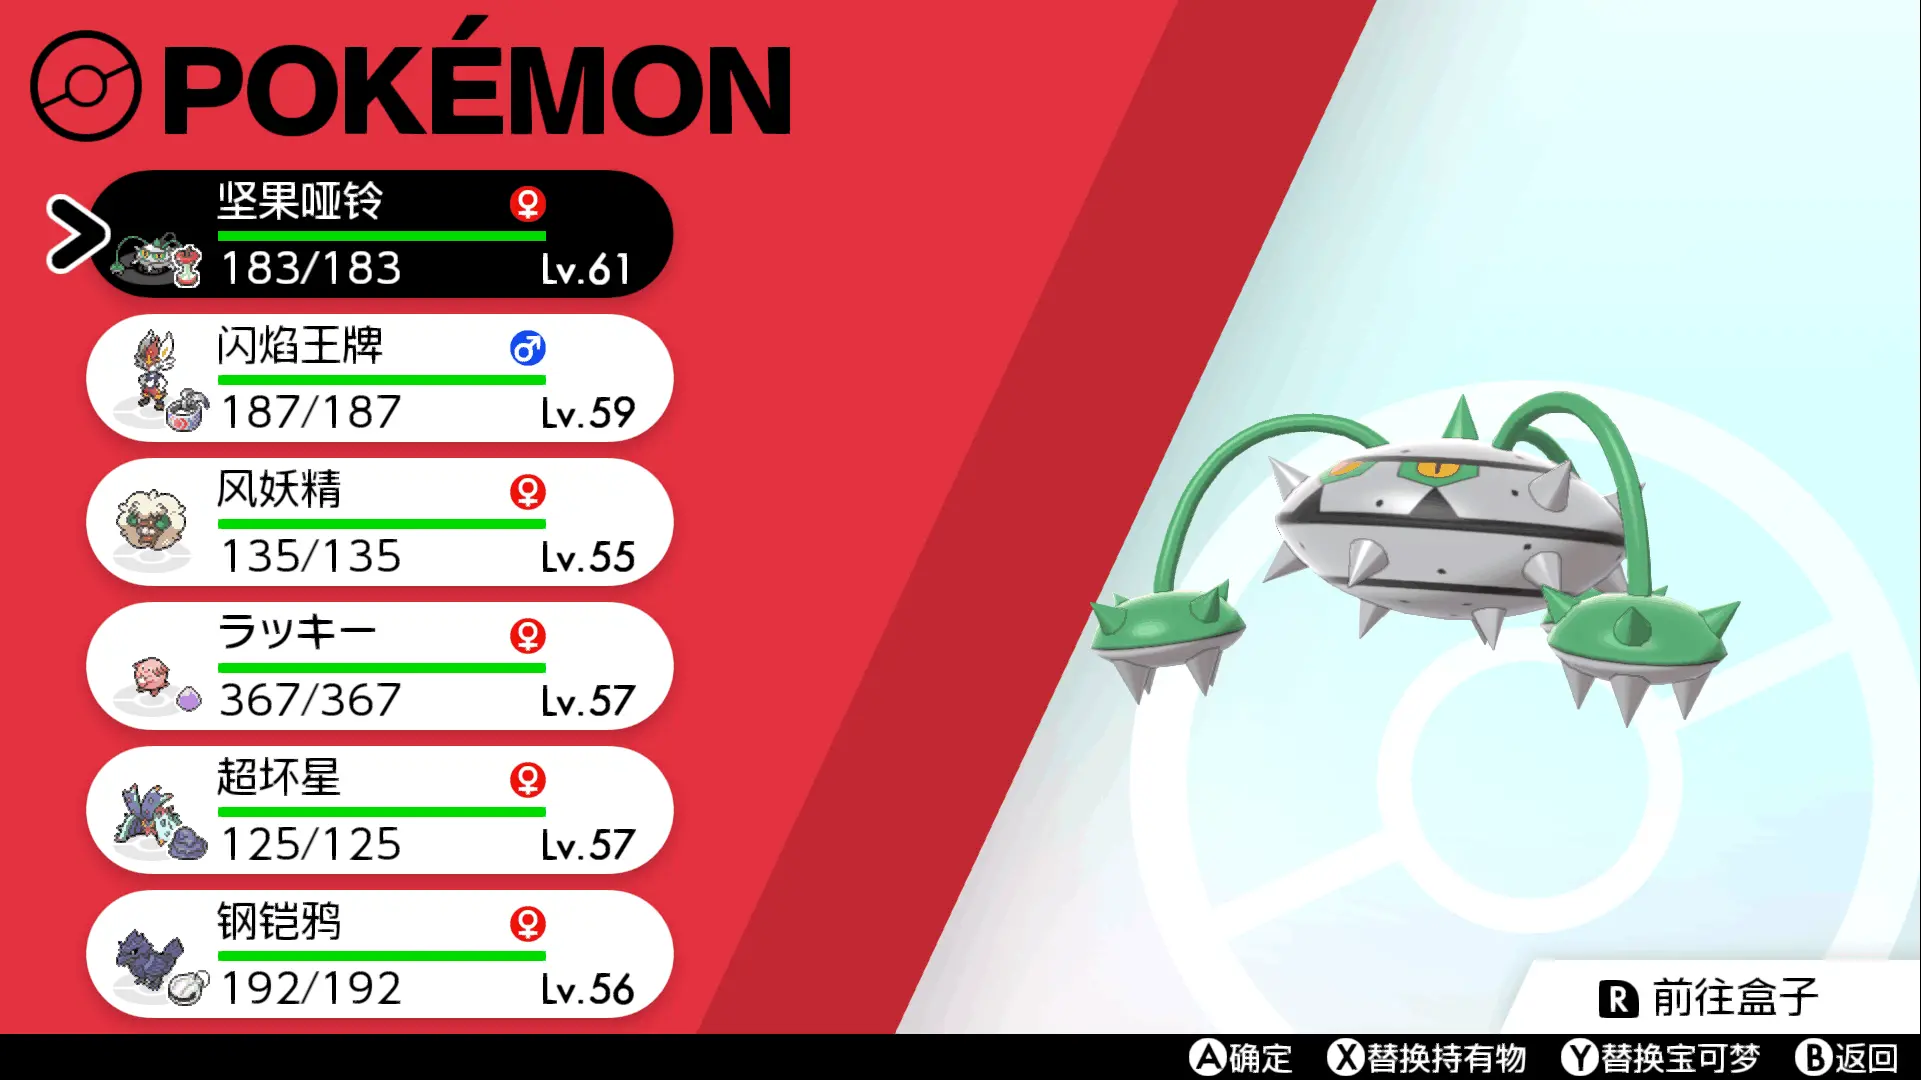 POKÉMON
坚果哑铃
183/183 Lv.61
闪焰王牌
187/187 Lv.59
风妖精
135/135 Lv.55
ラッキー
367/367 Lv.57
超坏星
125/125 Lv.57
钢铠鸦
192/192 Lv.56
R 前往盒子
A确定 X替换持有物 Y替换宝可梦 B返回